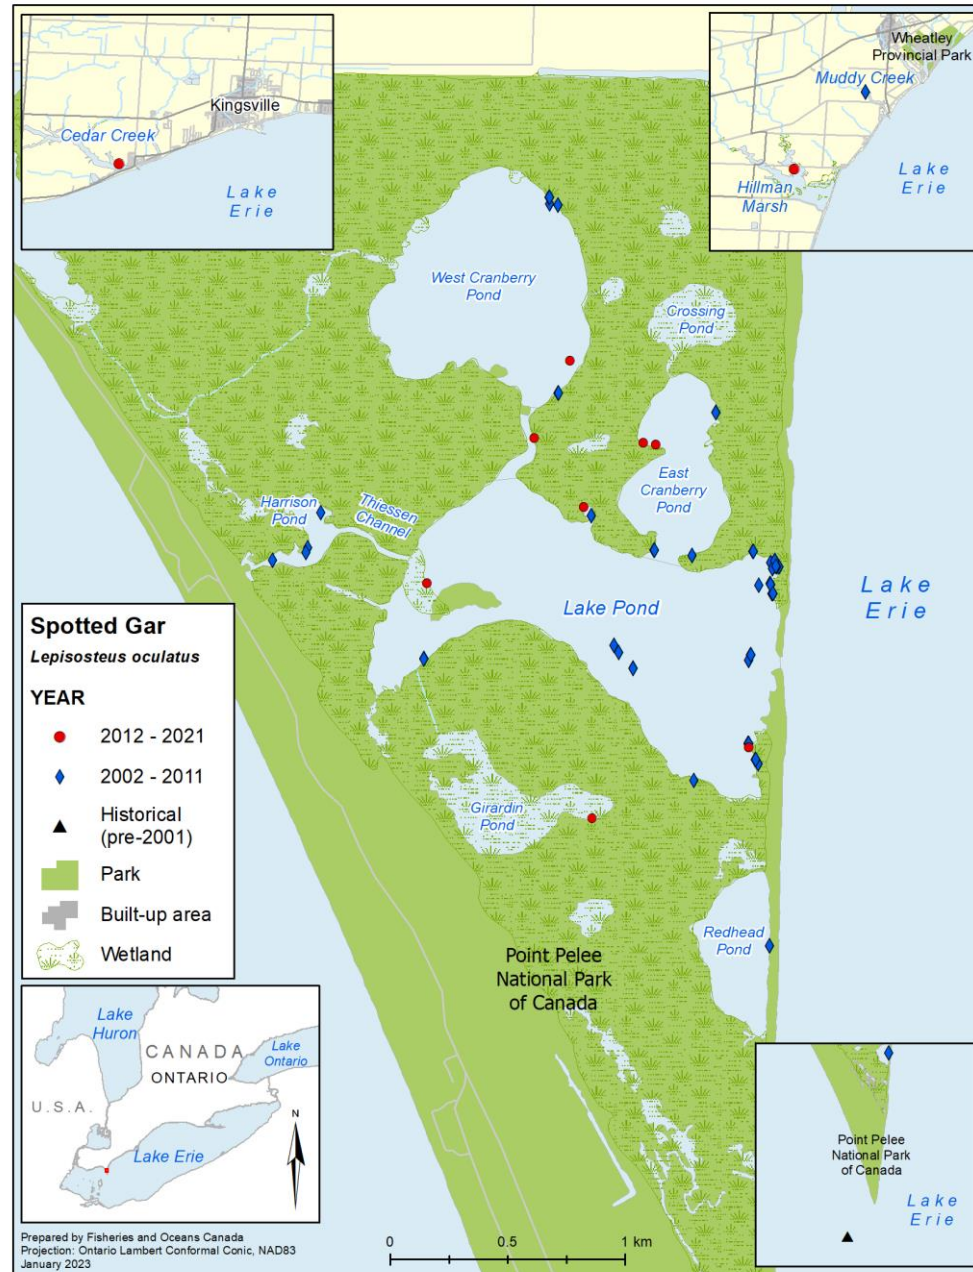 Kingsville
Cedar Creek
Lake
Erie
Wheatley
Provincial Park
Muddy Creek
Hillman
Marsh
Lake
Erie
West Cranberry
Pond
Crossing
Pond
East
Cranberry
Pond
Harrison
Pond
Thiessen
Channel
Lake Pond
Lake
Erie
Girardin
Pond
Redhead
Pond
Point Pelee
National Park
of Canada
Spotted Gar
Lepisosteus oculatus
YEAR
2012 - 2021
2002 - 2011
Historical
(pre-2001)
Park
Built-up area
Wetland
Lake
Huron
CANADA
ONTARIO
Lake
Ontario
U.S.A.
Lake Erie
N
Point Pelee
National Park
of Canada
Lake
Erie
Prepared by Fisheries and Oceans Canada
Projection: Ontario Lambert Conformal Conic, NAD83
January 2023
0 0.5 1 km